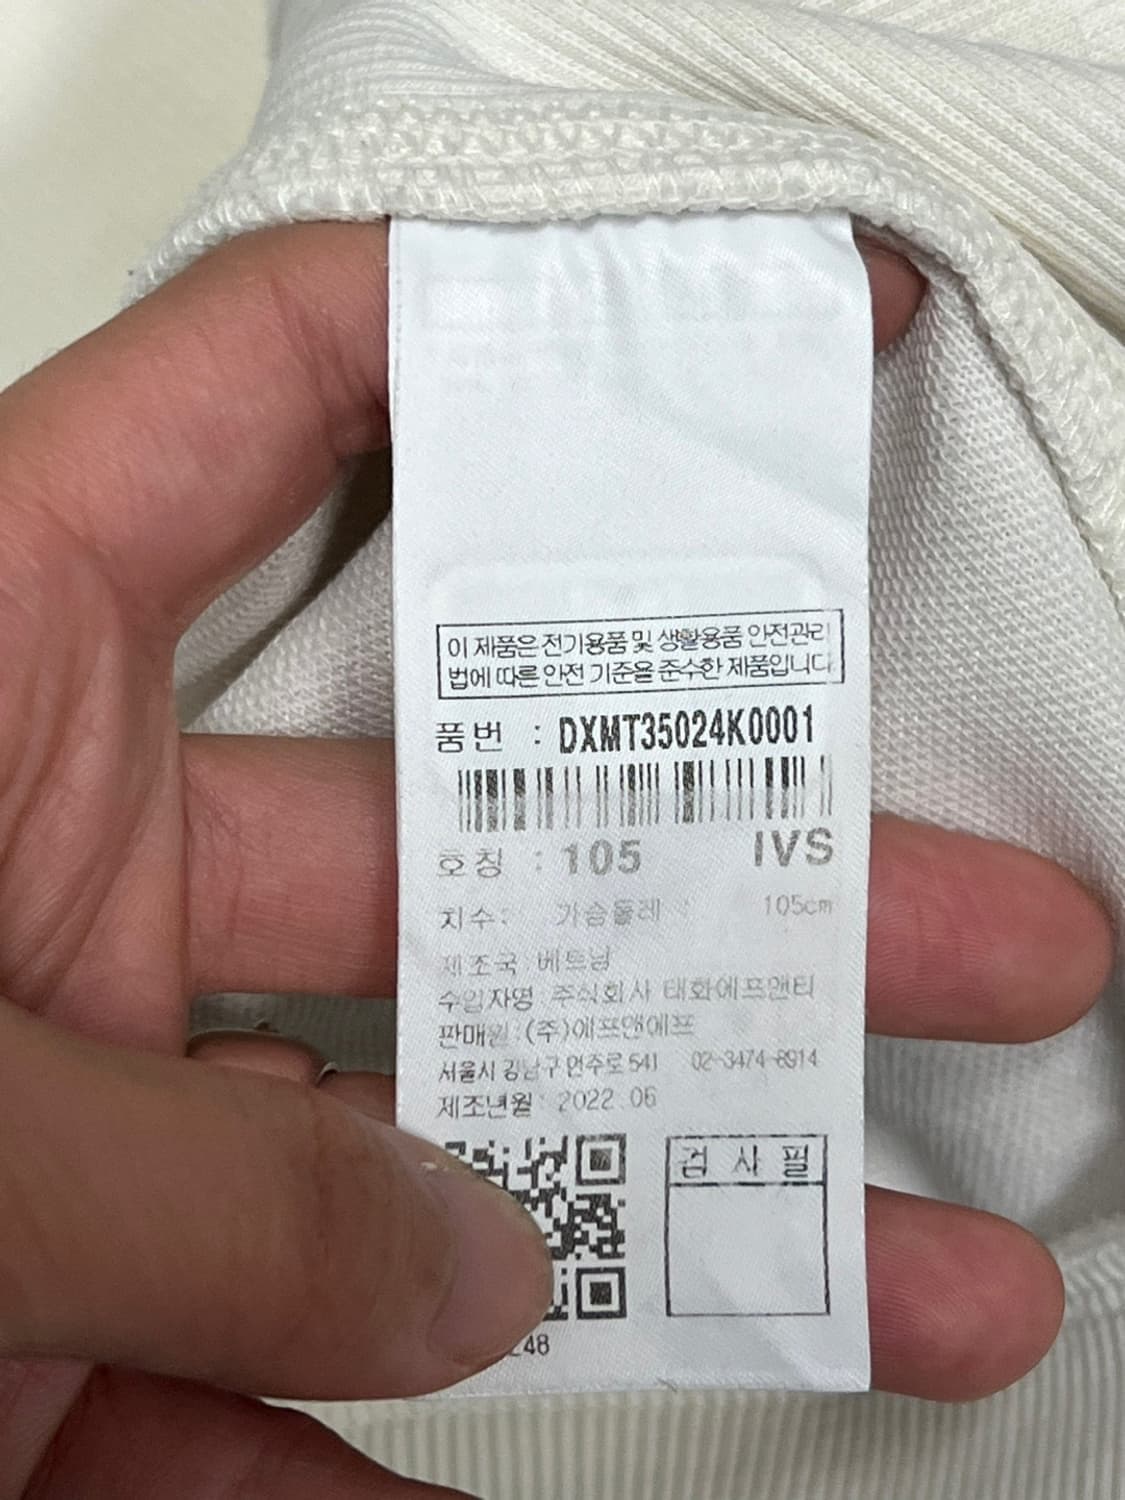 이 제품은 전기용품 및 생활용품 안전관리
법에 따른 안전 기준을 준수한 제품입니다.
품번 : DXMT35024K0001
호칭 : 105 IVS
치수: 가슴둘레 : 105cm
제조국 : 베트남
수입자명 : 주식회사 태화에프앤티
판매원 : (주)에프앤에프
서울시 강남구 언주로 541 02-3474-8914
제조년월 : 2022.06
검사필
248